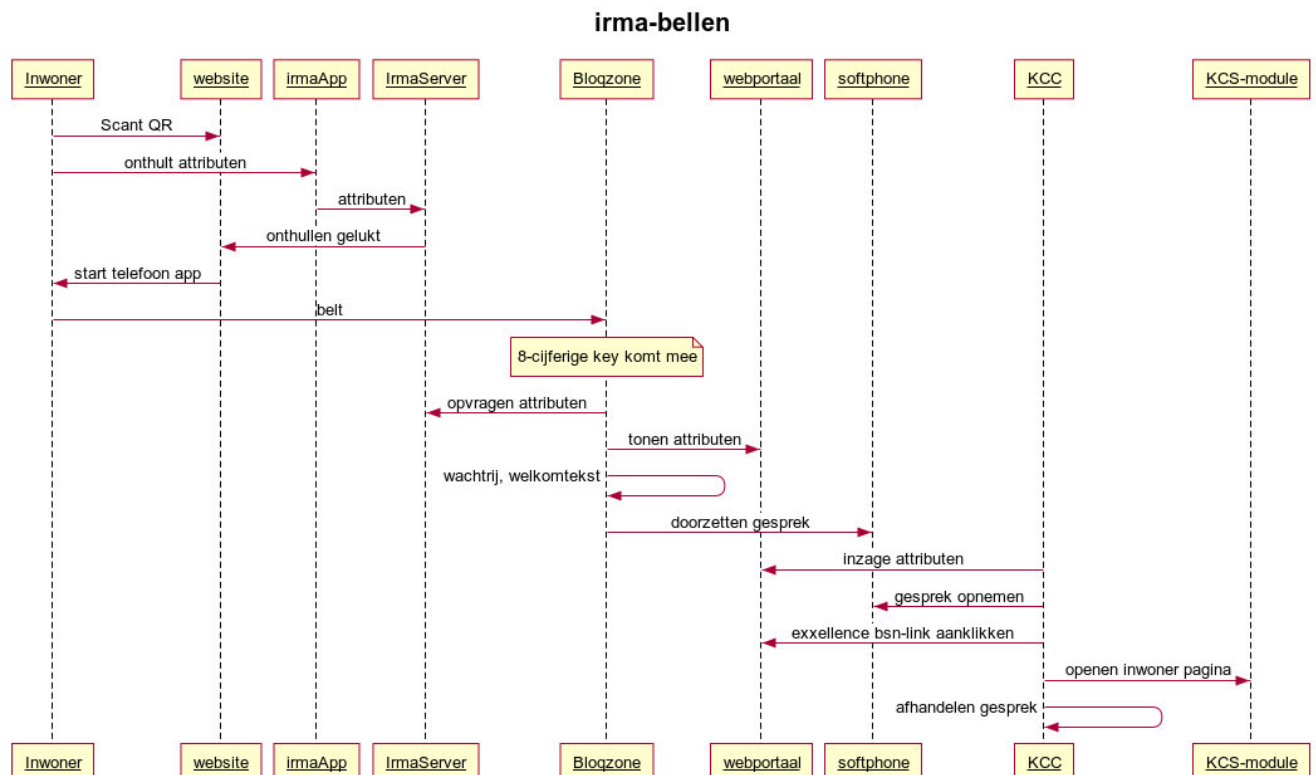 irma-bellen
Inwoner
website
irmaApp
IrmaServer
Bloqzone
webportaal
softphone
KCC
KCS-module
Scant QR
onthult attributen
attributen
onthullen gelukt
start telefoon app
belt
8-cijferige key komt mee
opvragen attributen
tonen attributen
wachtrij, welkomtekst
doorzetten gesprek
inzage attributen
gesprek opnemen
exxellence bsn-link aanklikken
openen inwoner pagina
afhandelen gesprek
Inwoner
website
irmaApp
IrmaServer
Bloqzone
webportaal
softphone
KCC
KCS-module